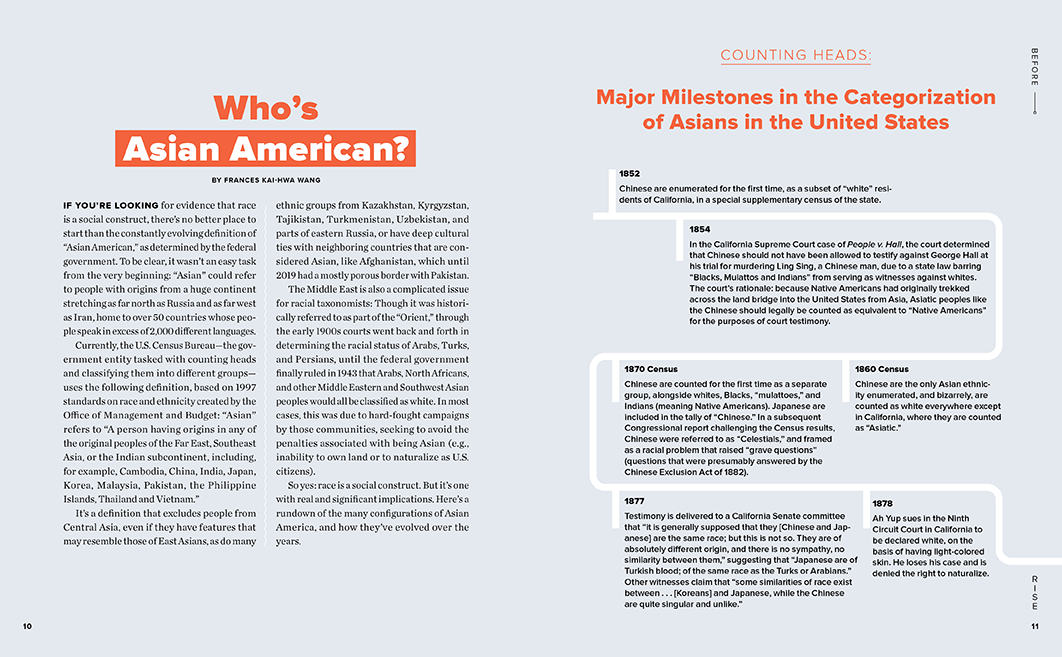 Who's
Asian American?
BY FRANCES KAI-HWA WANG
IF YOU'RE LOOKING for evidence that race
is a social construct, there's no better place to
start than the constantly evolving definition of
“Asian American,” as determined by the federal
government. To be clear, it wasn't an easy task
from the very beginning: “Asian” could refer
to people with origins from a huge continent
stretching as far north as Russia and as far west
as Iran, home to over 50 countries whose peo-
ple speak in excess of 2,000 different languages.
Currently, the U.S. Census Bureau—the gov-
ernment entity tasked with counting heads
and classifying them into different groups—
uses the following definition, based on 1997
standards on race and ethnicity created by the
Office of Management and Budget: “Asian”
refers to “A person having origins in any of
the original peoples of the Far East, Southeast
Asia, or the Indian subcontinent, including,
for example, Cambodia, China, India, Japan,
Korea, Malaysia, Pakistan, the Philippine
Islands, Thailand and Vietnam.”
It's a definition that excludes people from
Central Asia, even if they have features that
may resemble those of East Asians, as do many
ethnic groups from Kazakhstan, Kyrgyzstan,
Tajikistan, Turkmenistan, Uzbekistan, and
parts of eastern Russia, or have deep cultural
ties with neighboring countries that are con-
sidered Asian, like Afghanistan, which until
2019 had a mostly porous border with Pakistan.
The Middle East is also a complicated issue
for racial taxonomists: Though it was histori-
cally referred to as part of the “Orient,” through
the early 1900s courts went back and forth in
determining the racial status of Arabs, Turks,
and Persians, until the federal government
finally ruled in 1943 that Arabs, North Africans,
and other Middle Eastern and Southwest Asian
peoples would all be classified as white. In most
cases, this was due to hard-fought campaigns
by those communities, seeking to avoid the
penalties associated with being Asian (e.g.,
inability to own land or to naturalize as U.S.
citizens).
So yes: race is a social construct. But it's one
with real and significant implications. Here's a
rundown of the many configurations of Asian
America, and how they've evolved over the
years.
10
COUNTING HEADS:
Major Milestones in the Categorization
of Asians in the United States
1852
Chinese are enumerated for the first time, as a subset of “white” resi-
dents of California, in a special supplementary census of the state.
1854
In the California Supreme Court case of People v. Hall, the court determined
that Chinese should not have been allowed to testify against George Hall at
his trial for murdering Ling Sing, a Chinese man, due to a state law barring
“Blacks, Mulattos and Indians” from serving as witnesses against whites.
The court's rationale: because Native Americans had originally trekked
across the land bridge into the United States from Asia, Asiatic peoples like
the Chinese should legally be counted as equivalent to “Native Americans”
for the purposes of court testimony.
1870 Census
Chinese are counted for the first time as a separate
group, alongside whites, Blacks, “mulattoes,” and
Indians (meaning Native Americans). Japanese are
included in the tally of “Chinese.” In a subsequent
Congressional report challenging the Census results,
Chinese were referred to as “Celestials,” and framed
as a racial problem that raised “grave questions”
(questions that were presumably answered by the
Chinese Exclusion Act of 1882).
1860 Census
Chinese are the only Asian ethnic-
ity enumerated, and bizarrely, are
counted as white everywhere except
in California, where they are counted
as “Asiatic.”
1877
Testimony is delivered to a California Senate committee
that “it is generally supposed that they [Chinese and Jap-
anese] are the same race; but this is not so. They are of
absolutely different origin, and there is no sympathy, no
similarity between them,” suggesting that “Japanese are of
Turkish blood; of the same race as the Turks or Arabians.”
Other witnesses claim that “some similarities of race exist
between . . . [Koreans] and Japanese, while the Chinese
are quite singular and unlike.”
1878
Ah Yup sues in the Ninth
Circuit Court in California to
be declared white, on the
basis of having light-colored
skin. He loses his case and is
denied the right to naturalize.
BEFORE
RISE
11